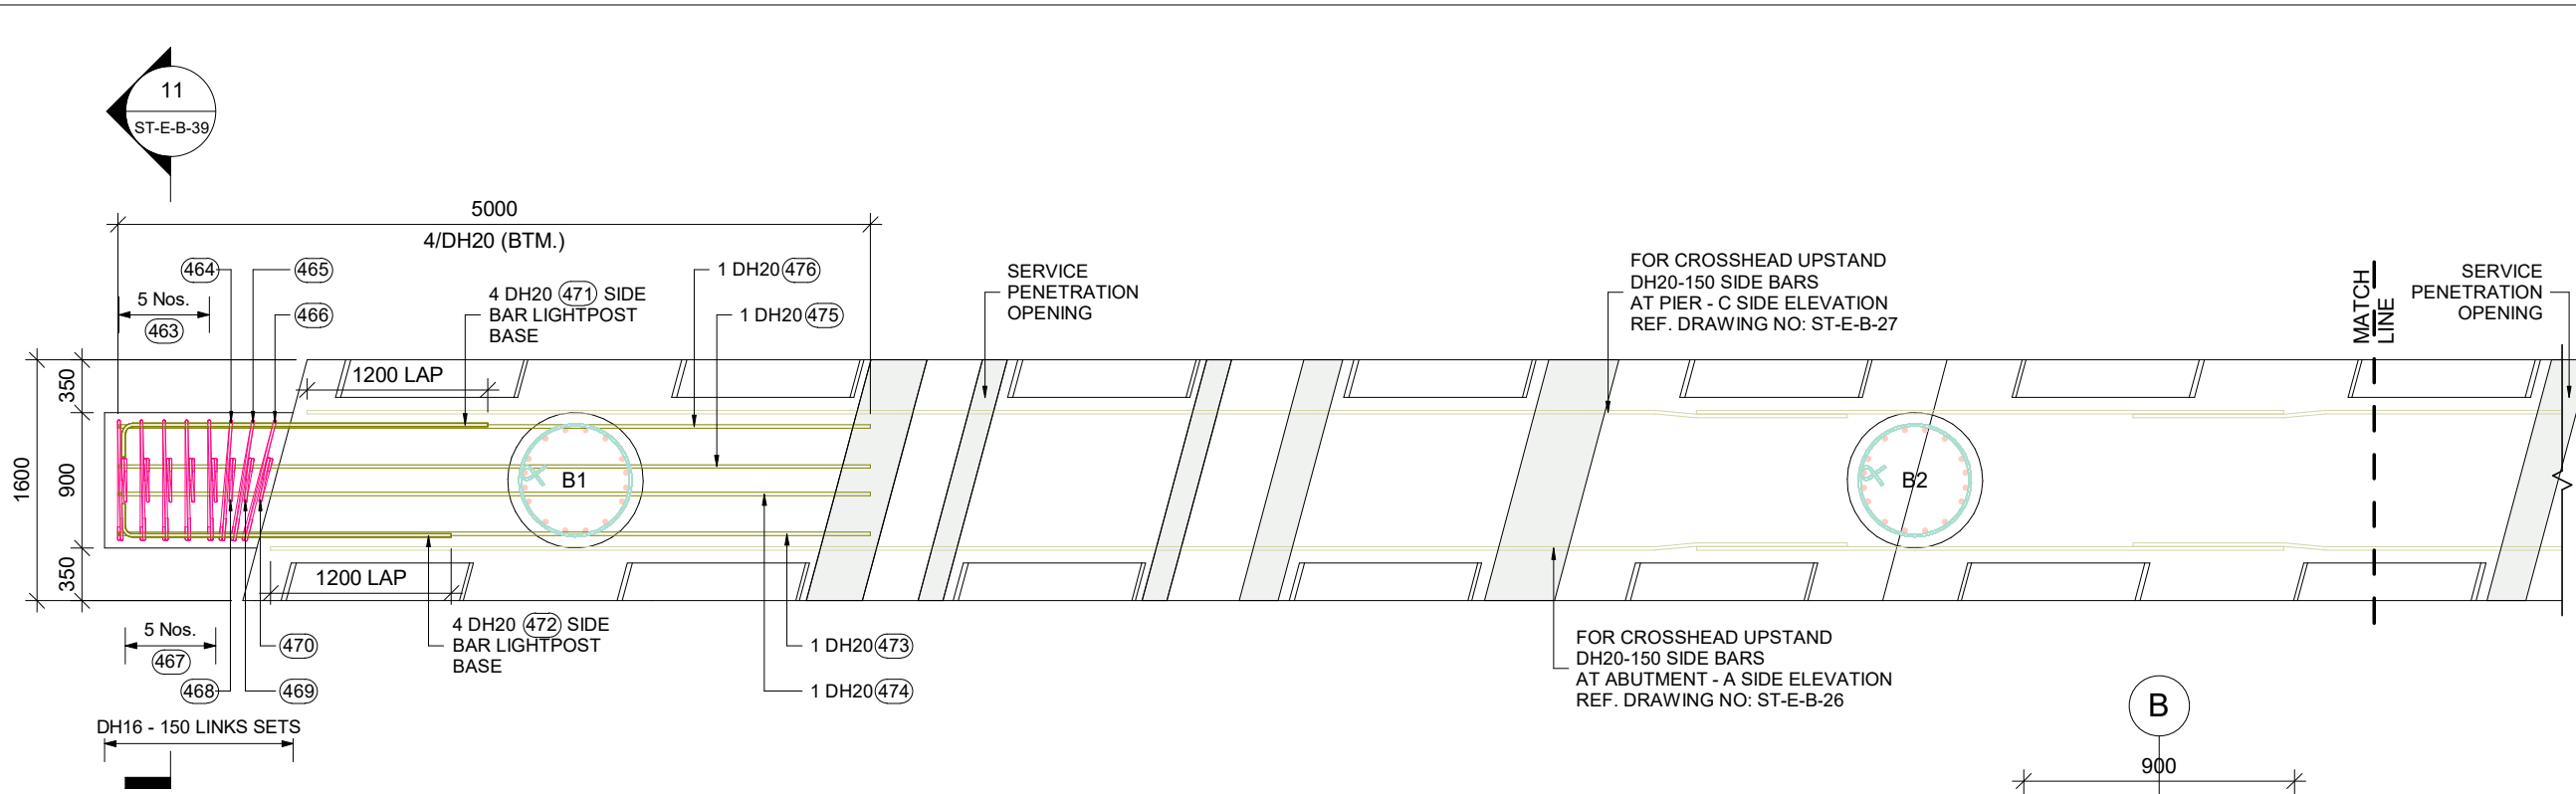 11
ST-E-B-39
5000
4/DH20 (BTM.)
464
465
466
5 Nos.
463
4 DH20 471 SIDE
BAR LIGHTPOST
BASE
1 DH20 476
1 DH20 475
SERVICE
PENETRATION
OPENING
FOR CROSSHEAD UPSTAND
DH20-150 SIDE BARS
AT PIER - C SIDE ELEVATION
REF. DRAWING NO: ST-E-B-27
MATCH
LINE
SERVICE
PENETRATION
OPENING
1600
350
900
350
1200 LAP
B1
B2
1200 LAP
5 Nos.
467
468
469
470
4 DH20 472 SIDE
BAR LIGHTPOST
BASE
1 DH20 473
1 DH20 474
FOR CROSSHEAD UPSTAND
DH20-150 SIDE BARS
AT ABUTMENT - A SIDE ELEVATION
REF. DRAWING NO: ST-E-B-26
DH16 - 150 LINKS SETS
B
900